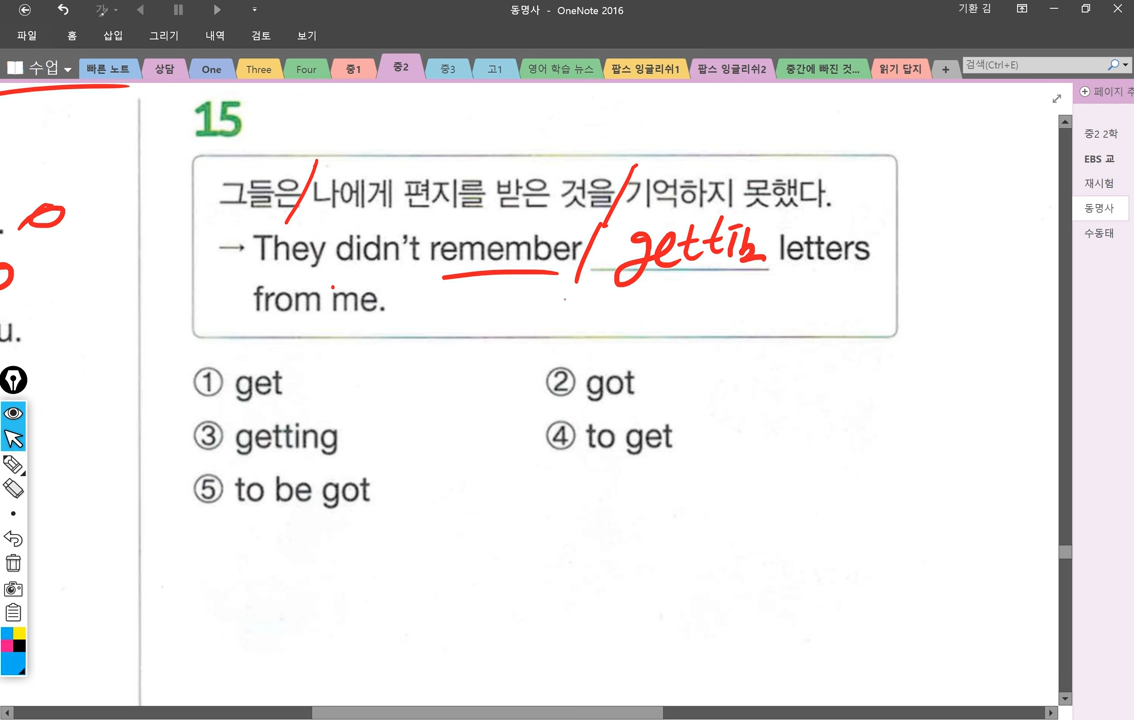 동명사 - OneNote 2016
기환 김
파일 홈 삽입 그리기 내역 검토 보기
수업 빠른 노트 상담 One Three Four 중1 중2 중3 고1 영어 학습 뉴스 팝스 잉글리쉬1 팝스 잉글리쉬2 중간에 빠진 것... 읽기 답지 + 검색(Ctrl+E)
페이지 추
중2 2학
EBS 교
재시험
동명사
수동태
u.
15
그들은 / 나에게 편지를 받은 것을 / 기억하지 못했다.
→ They didn't remember / getting letters
from me.
① get ② got
③ getting ④ to get
⑤ to be got